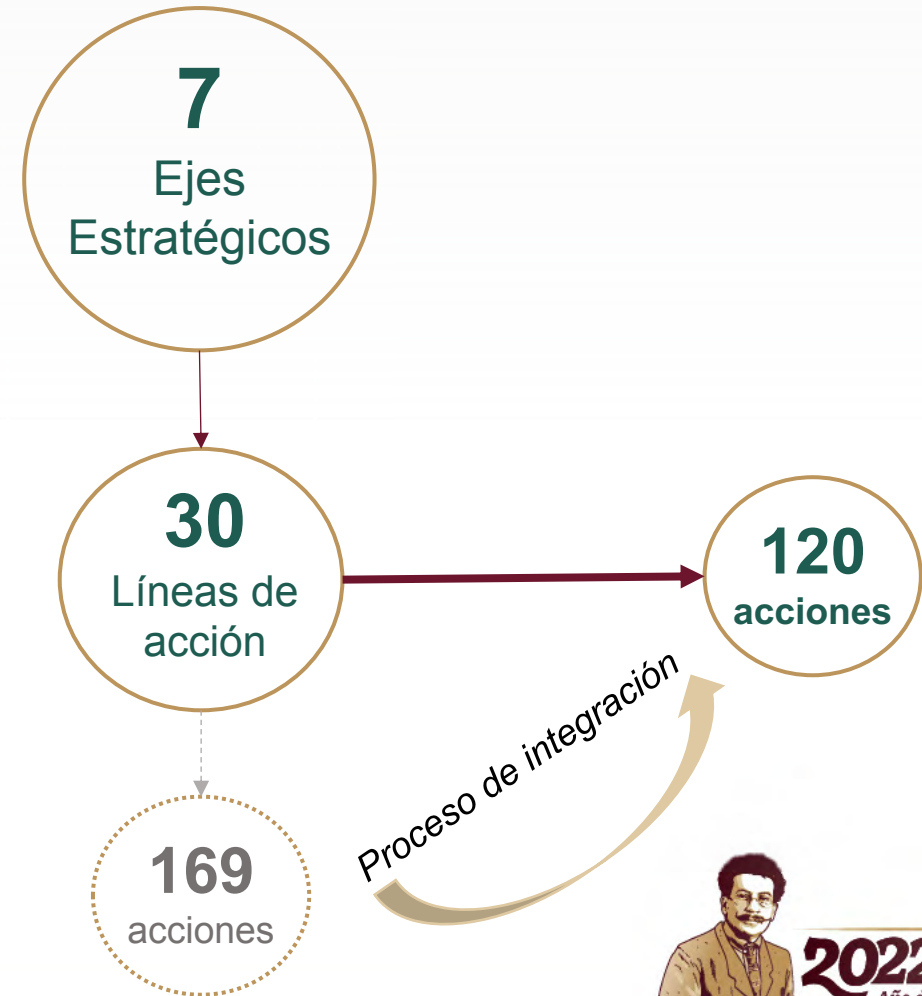 7
Ejes
Estratégicos
30
Líneas de
acción
120
acciones
Proceso de integración
169
acciones
2022